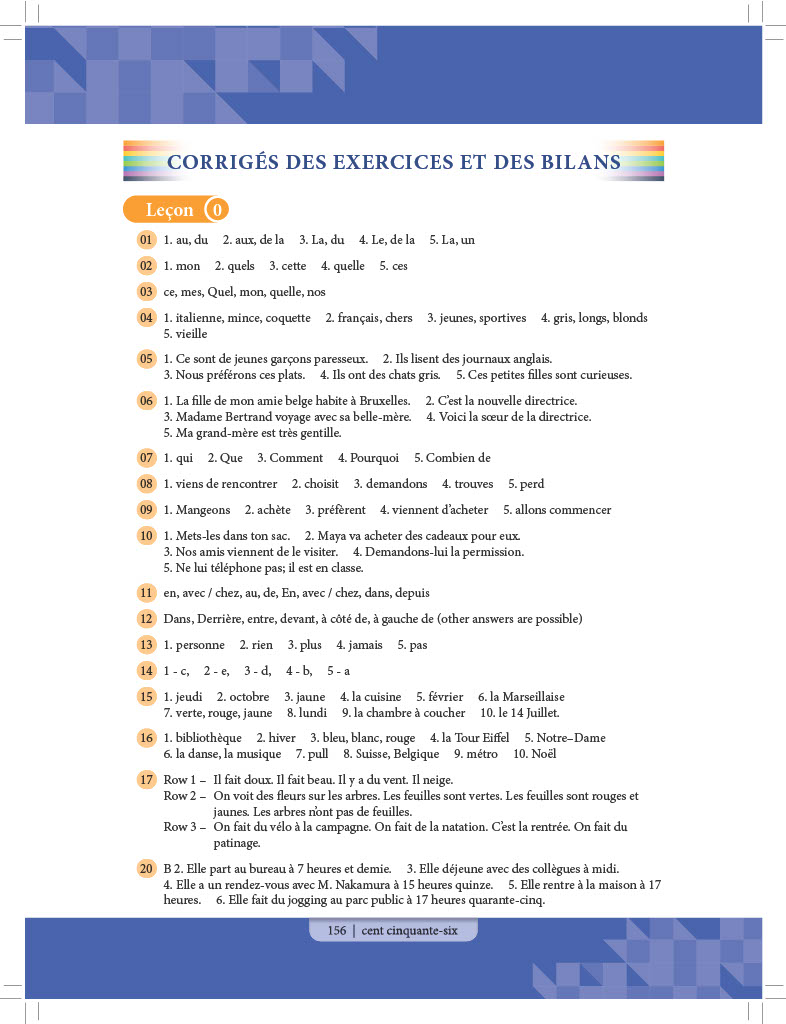 CORRIGÉS DES EXERCICES ET DES BILANS
Leçon 0
01 1. au, du 2. aux, de la 3. La, du 4. Le, de la 5. La, un
02 1. mon 2. quels 3. cette 4. quelle 5. ces
03 ce, mes, Quel, mon, quelle, nos
04 1. italienne, mince, coquette 2. français, chers 3. jeunes, sportives 4. gris, longs, blonds
5. vieille
05 1. Ce sont de jeunes garçons paresseux. 2. Ils lisent des journaux anglais.
3. Nous préférons ces plats. 4. Ils ont des chats gris. 5. Ces petites filles sont curieuses.
06 1. La fille de mon amie belge habite à Bruxelles. 2. C’est la nouvelle directrice.
3. Madame Bertrand voyage avec sa belle-mère. 4. Voici la sœur de la directrice.
5. Ma grand-mère est très gentille.
07 1. qui 2. Que 3. Comment 4. Pourquoi 5. Combien de
08 1. viens de rencontrer 2. choisit 3. demandons 4. trouves 5. perd
09 1. Mangeons 2. achète 3. préfèrent 4. viennent d’acheter 5. allons commencer
10 1. Mets-les dans ton sac. 2. Maya va acheter des cadeaux pour eux.
3. Nos amis viennent de le visiter. 4. Demandons-lui la permission.
5. Ne lui téléphone pas; il est en classe.
11 en, avec / chez, au, de, En, avec / chez, dans, depuis
12 Dans, Derrière, entre, devant, à côté de, à gauche de (other answers are possible)
13 1. personne 2. rien 3. plus 4. jamais 5. pas
14 1 - c, 2 - e, 3 - d, 4 - b, 5 - a
15 1. jeudi 2. octobre 3. jaune 4. la cuisine 5. février 6. la Marseillaise
7. verte, rouge, jaune 8. lundi 9. la chambre à coucher 10. le 14 Juillet.
16 1. bibliothèque 2. hiver 3. bleu, blanc, rouge 4. la Tour Eiffel 5. Notre–Dame
6. la danse, la musique 7. pull 8. Suisse, Belgique 9. métro 10. Noël
17 Row 1 – Il fait doux. Il fait beau. Il y a du vent. Il neige.
Row 2 – On voit des fleurs sur les arbres. Les feuilles sont vertes. Les feuilles sont rouges et
jaunes. Les arbres n’ont pas de feuilles.
Row 3 – On fait du vélo à la campagne. On fait de la natation. C’est la rentrée. On fait du
patinage.
20 B 2. Elle part au bureau à 7 heures et demie. 3. Elle déjeune avec des collègues à midi.
4. Elle a un rendez-vous avec M. Nakamura à 15 heures quinze. 5. Elle rentre à la maison à 17
heures. 6. Elle fait du jogging au parc public à 17 heures quarante-cinq.
156 | cent cinquante-six